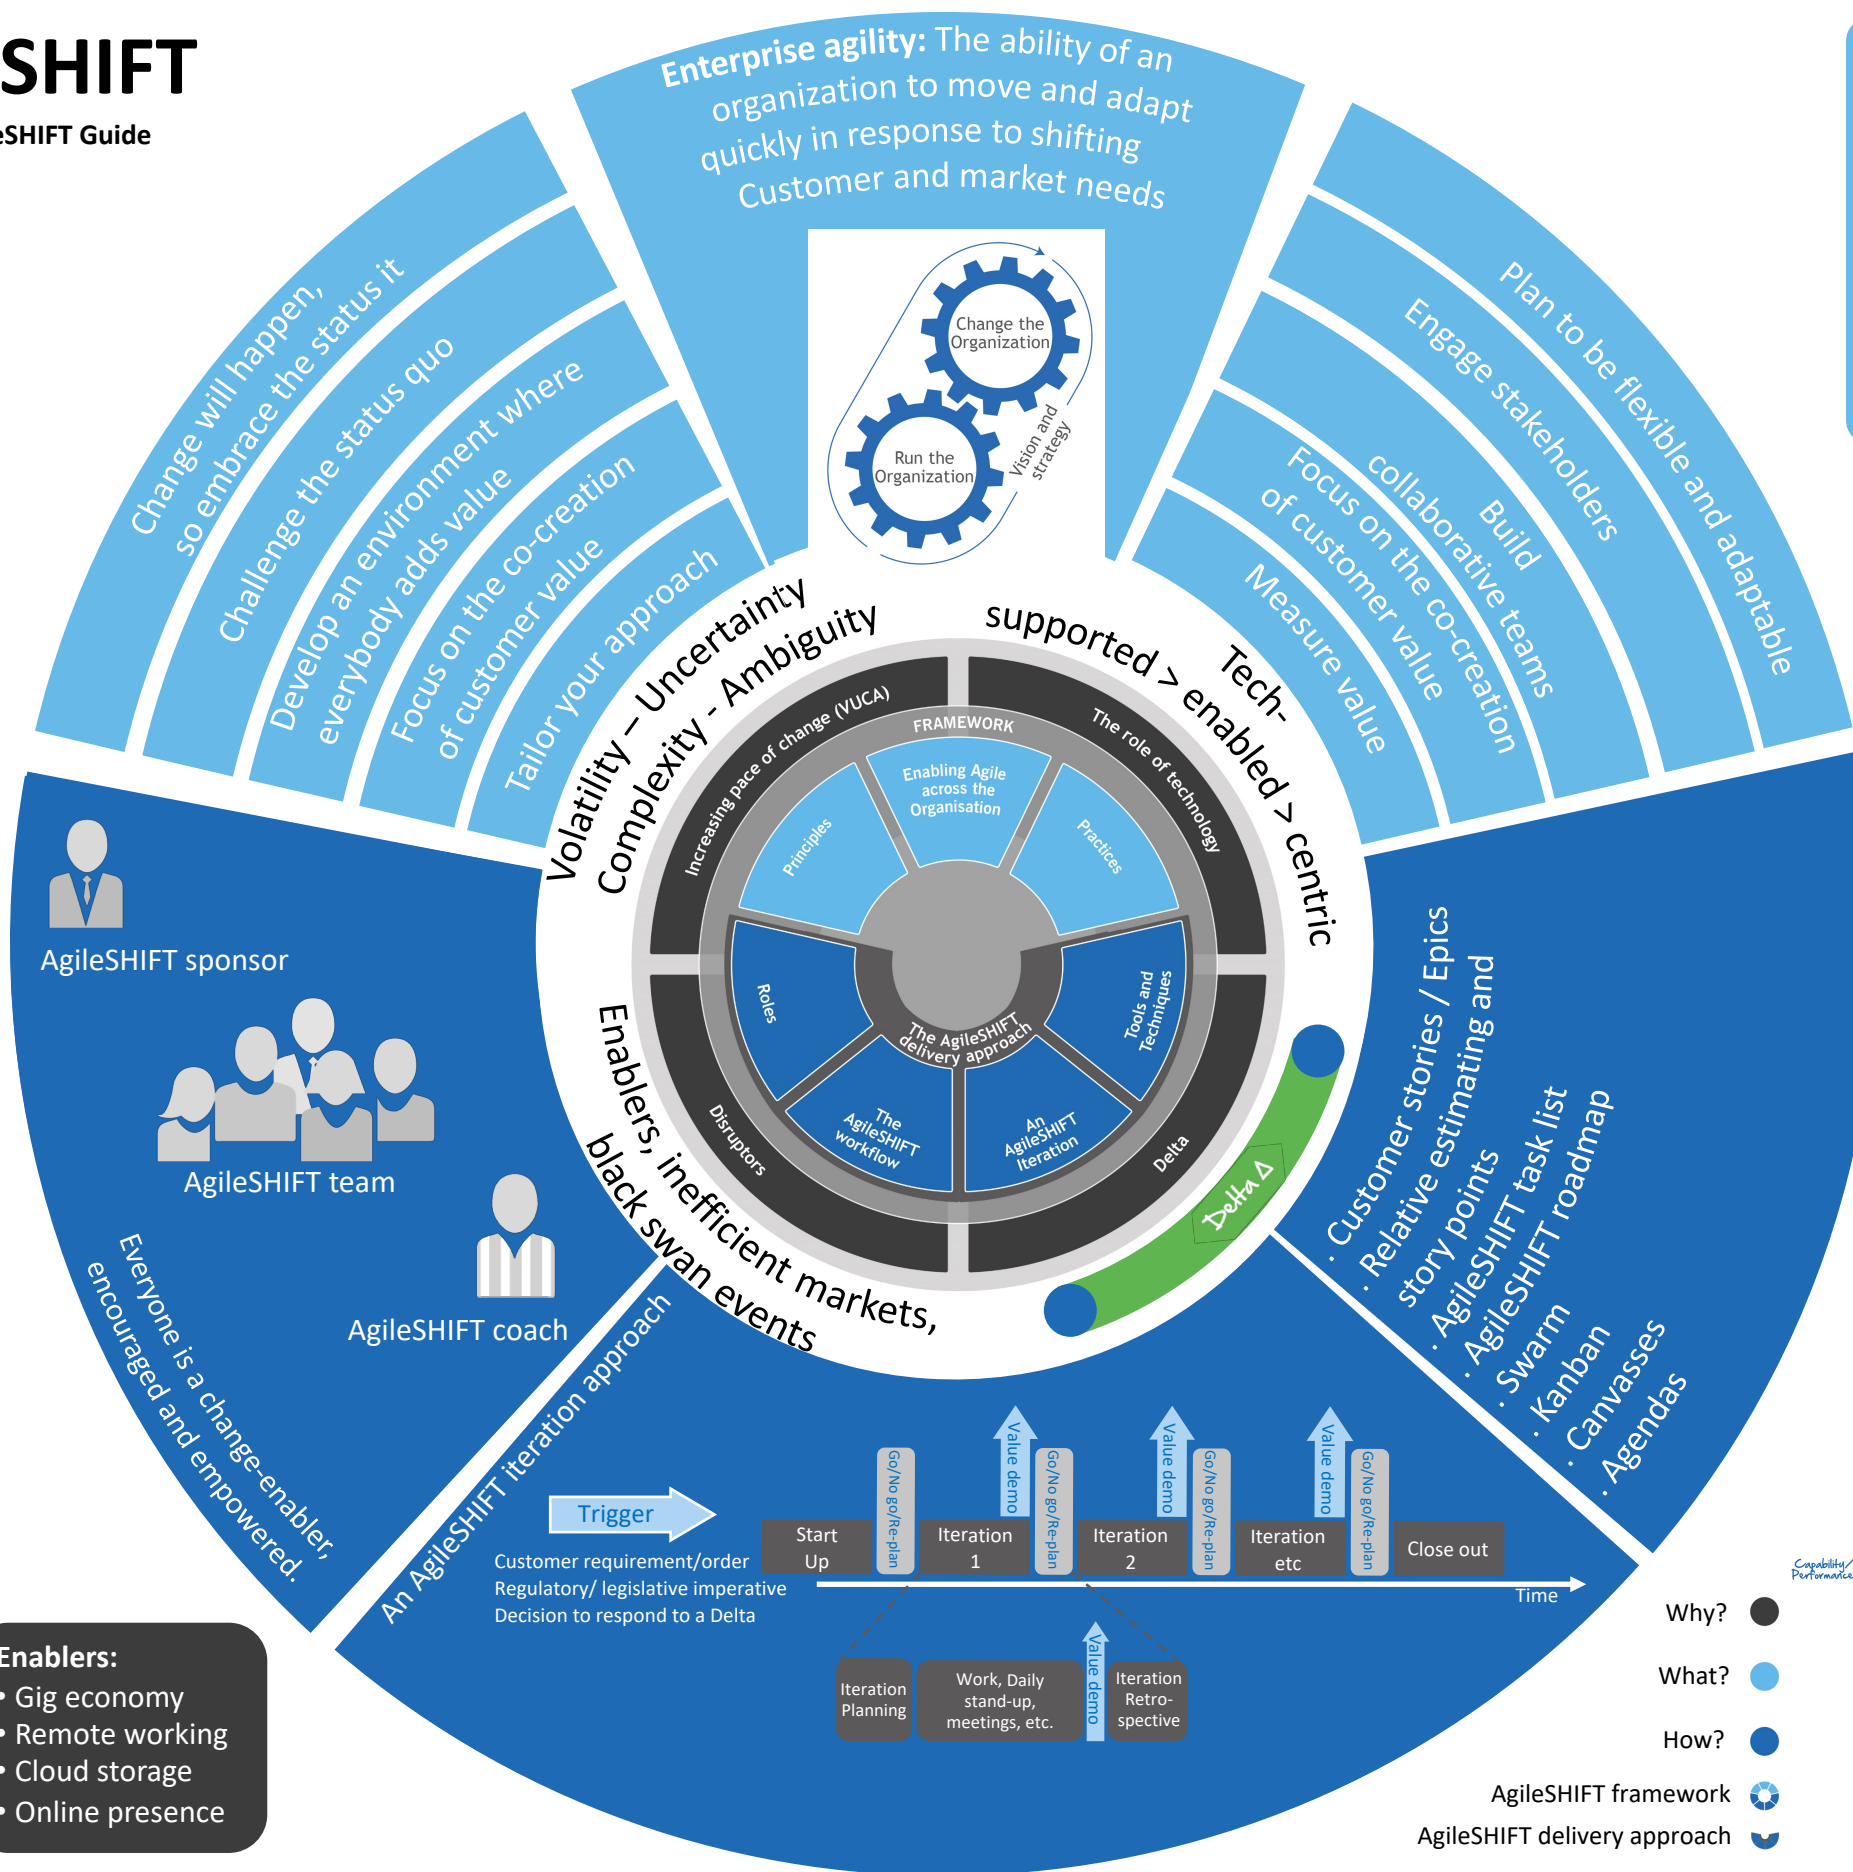 SHIFT
eSHIFT Guide
Enterprise agility: The ability of an
organization to move and adapt
quickly in response to shifting
Customer and market needs
Change the
Organization
Run the
Organization
Vision and
strategy
Change will happen,
so embrace the status it
Challenge the status quo
Develop an environment where
everybody adds value
Focus on the co-creation
of customer value
Tailor your approach
Plan to be flexible and adaptable
Engage stakeholders
Build
collaborative teams
Focus on the co-creation
of customer value
Measure value
Volatility – Uncertainty
Complexity - Ambiguity
Tech-
supported > enabled > centric
Enablers, inefficient markets,
black swan events
Increasing pace of change (VUCA)
The role of technology
Disruptors
Delta
Delta Δ
FRAMEWORK
Principles
Enabling Agile
across the
Organisation
Practices
Roles
The
AgileSHIFT
workflow
An
AgileSHIFT
Iteration
Tools and
Techniques
The AgileSHIFT
delivery approach
AgileSHIFT sponsor
AgileSHIFT team
AgileSHIFT coach
Everyone is a change-enabler,
encouraged and empowered.
. Customer stories / Epics
. Relative estimating and
story points
. AgileSHIFT task list
. AgileSHIFT roadmap
. Swarm
. Kanban
. Canvasses
. Agendas
An AgileSHIFT iteration approach
Trigger
Customer requirement/order
Regulatory/ legislative imperative
Decision to respond to a Delta
Start
Up
Go/No go/Re-plan
Iteration
1
Value demo
Go/No go/Re-plan
Iteration
2
Value demo
Go/No go/Re-plan
Iteration
etc
Value demo
Go/No go/Re-plan
Close out
Time
Iteration
Planning
Work, Daily
stand-up,
meetings, etc.
Value demo
Iteration
Retro-
spective
Enablers:
• Gig economy
• Remote working
• Cloud storage
• Online presence
Capability/
Performance
Why?
What?
How?
AgileSHIFT framework
AgileSHIFT delivery approach